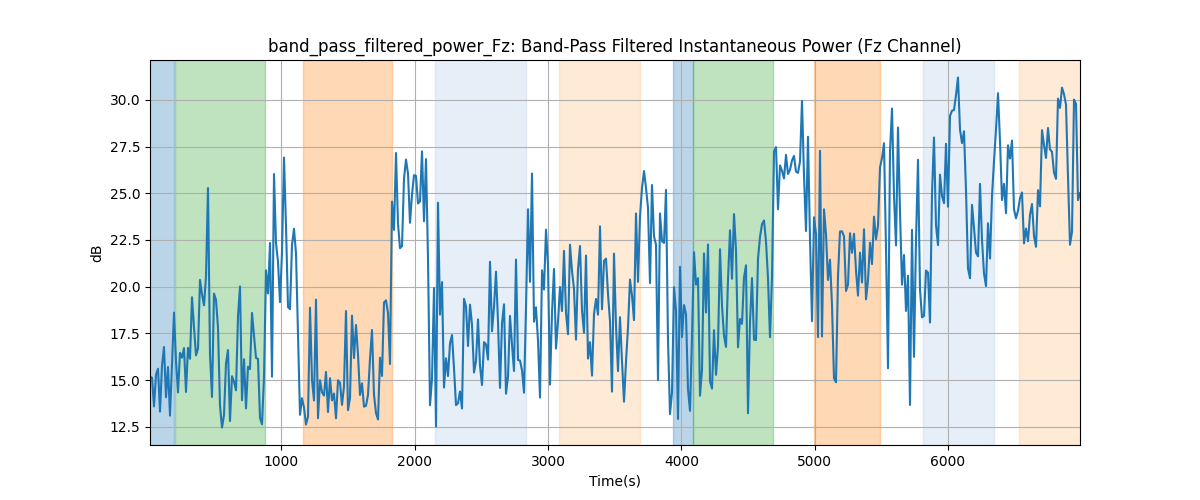 band_pass_filtered_power_Fz: Band-Pass Filtered Instantaneous Power (Fz Channel)
30.0
27.5
25.0
22.5
20.0
17.5
15.0
12.5
dB
1000 2000 3000 4000 5000 6000
Time(s)